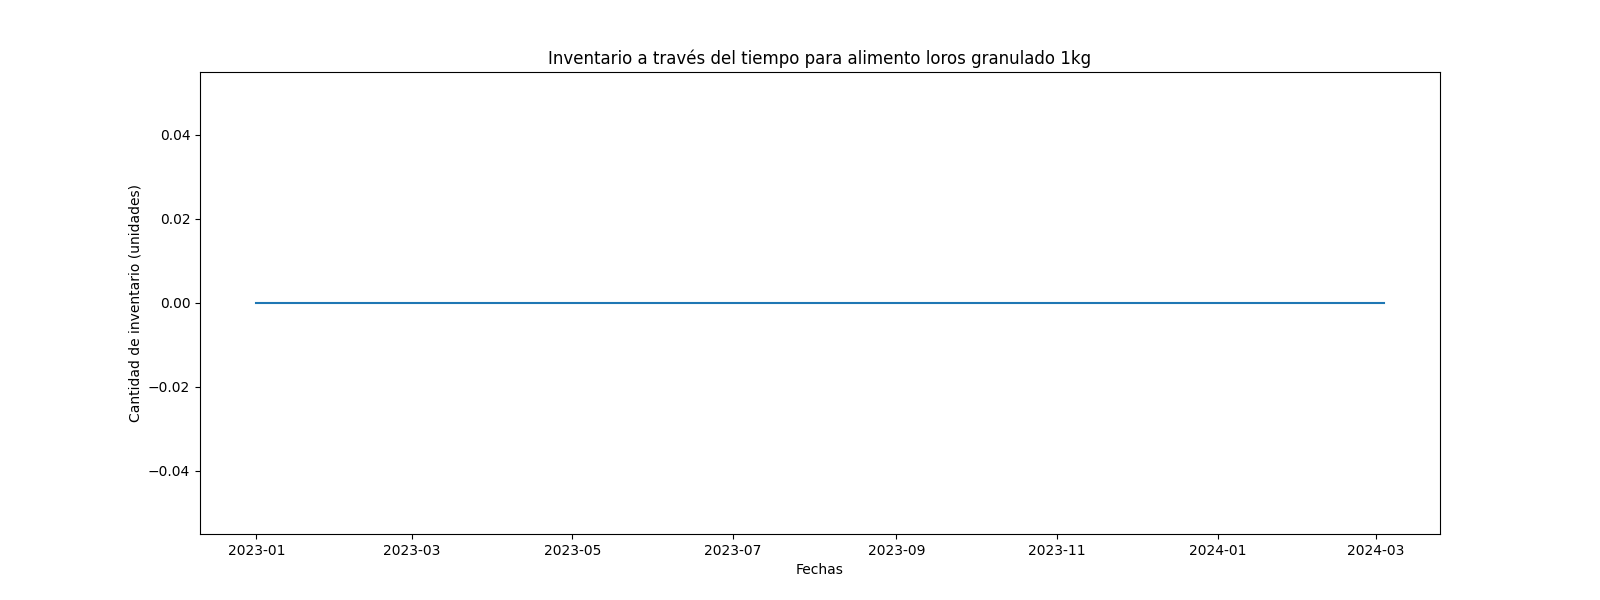 Inventario a través del tiempo para alimento loros granulado 1kg
Cantidad de inventario (unidades)
0.04
0.02
0.00
−0.02
−0.04
2023-01 2023-03 2023-05 2023-07 2023-09 2023-11 2024-01 2024-03
Fechas